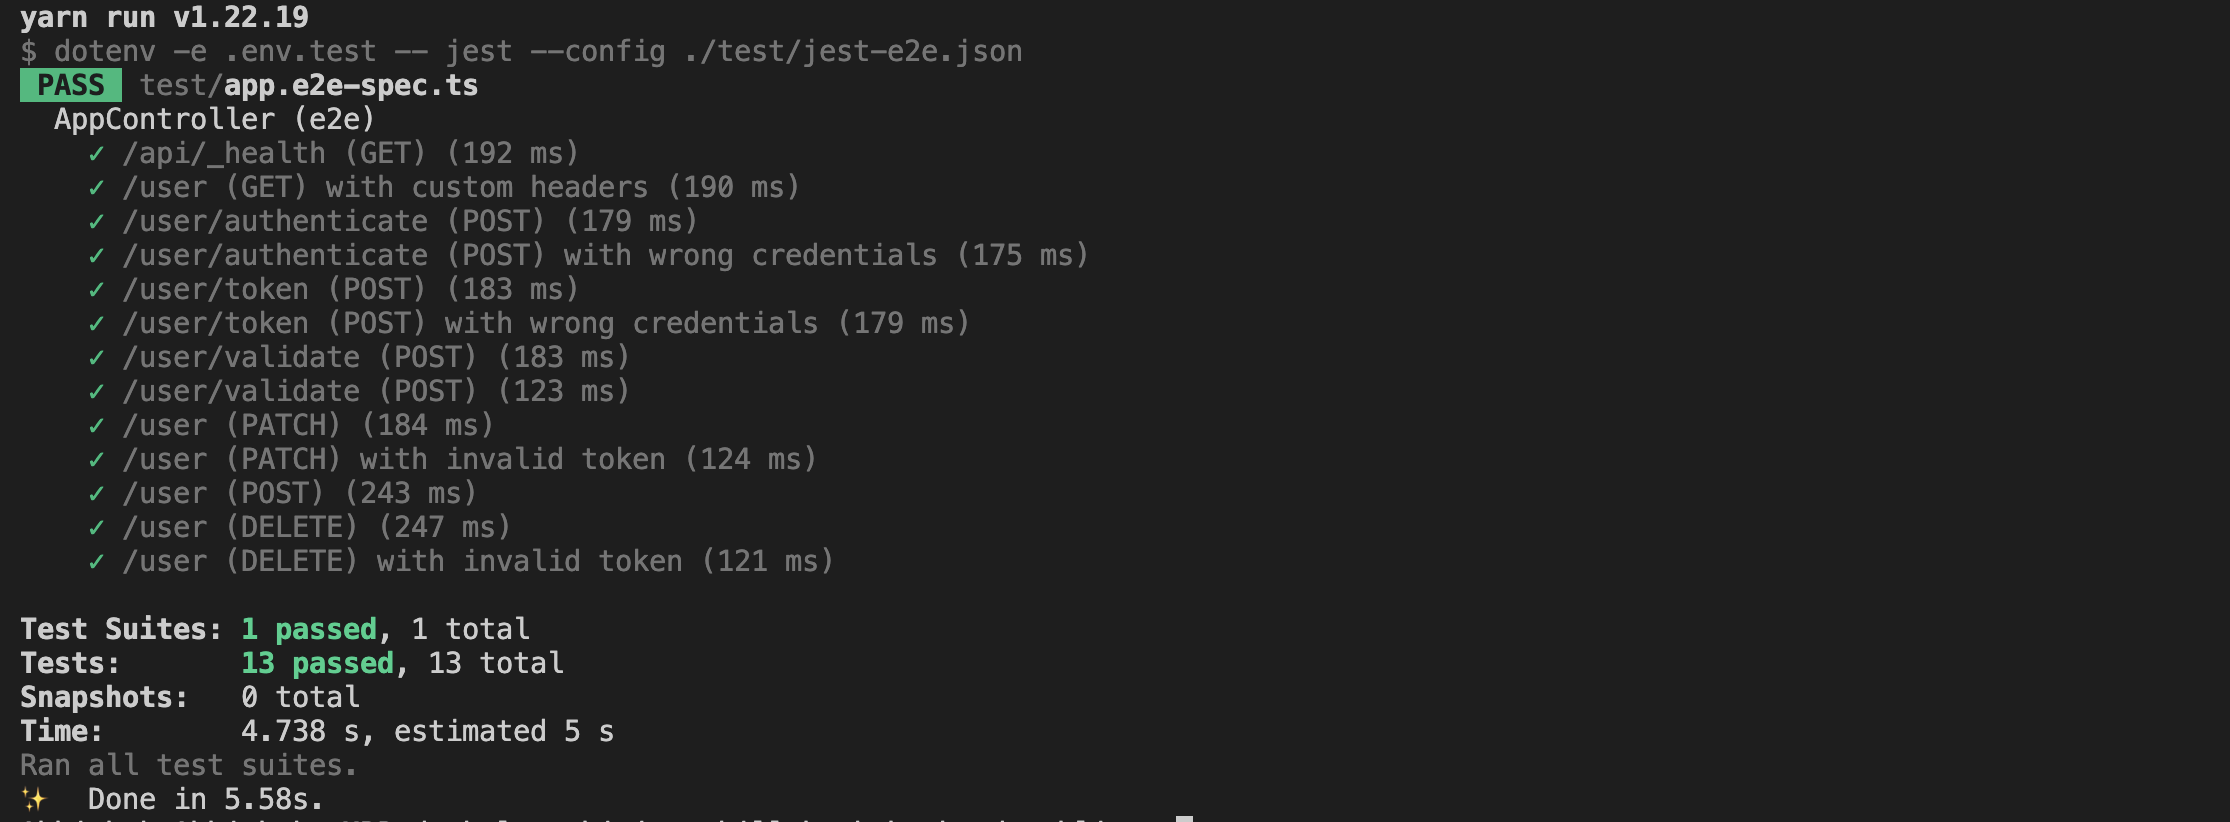 yarn run v1.22.19
$ dotenv -e .env.test -- jest --config ./test/jest-e2e.json
PASS test/app.e2e-spec.ts
AppController (e2e)
✓ /api/_health (GET) (192 ms)
✓ /user (GET) with custom headers (190 ms)
✓ /user/authenticate (POST) (179 ms)
✓ /user/authenticate (POST) with wrong credentials (175 ms)
✓ /user/token (POST) (183 ms)
✓ /user/token (POST) with wrong credentials (179 ms)
✓ /user/validate (POST) (183 ms)
✓ /user/validate (POST) (123 ms)
✓ /user (PATCH) (184 ms)
✓ /user (PATCH) with invalid token (124 ms)
✓ /user (POST) (243 ms)
✓ /user (DELETE) (247 ms)
✓ /user (DELETE) with invalid token (121 ms)
Test Suites: 1 passed, 1 total
Tests: 13 passed, 13 total
Snapshots: 0 total
Time: 4.738 s, estimated 5 s
Ran all test suites.
✨ Done in 5.58s.